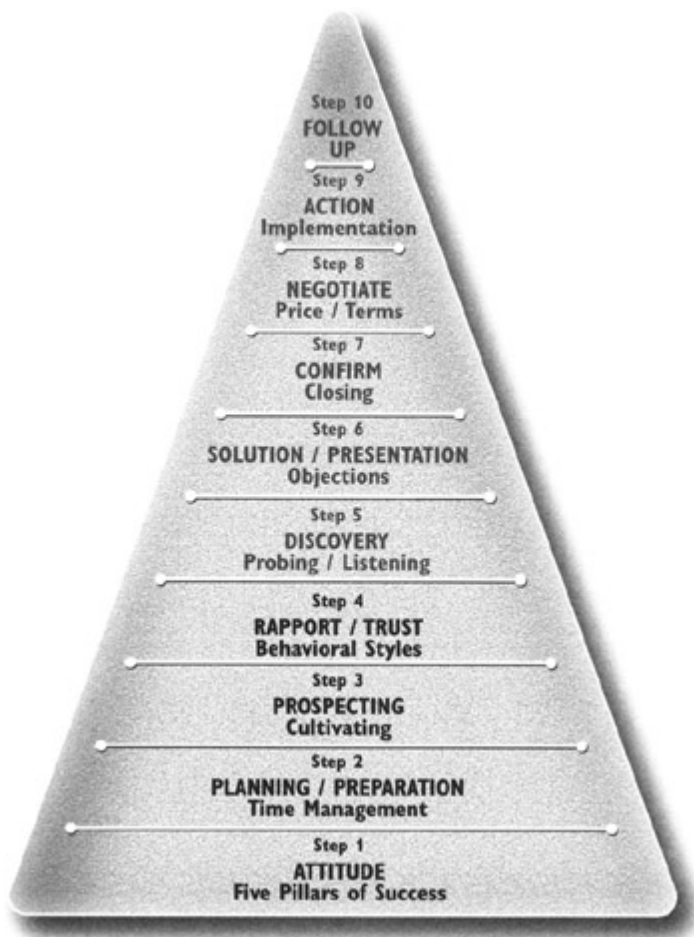 Step 10
FOLLOW
UP
Step 9
ACTION
Implementation
Step 8
NEGOTIATE
Price / Terms
Step 7
CONFIRM
Closing
Step 6
SOLUTION / PRESENTATION
Objections
Step 5
DISCOVERY
Probing / Listening
Step 4
RAPPORT / TRUST
Behavioral Styles
Step 3
PROSPECTING
Cultivating
Step 2
PLANNING / PREPARATION
Time Management
Step 1
ATTITUDE
Five Pillars of Success